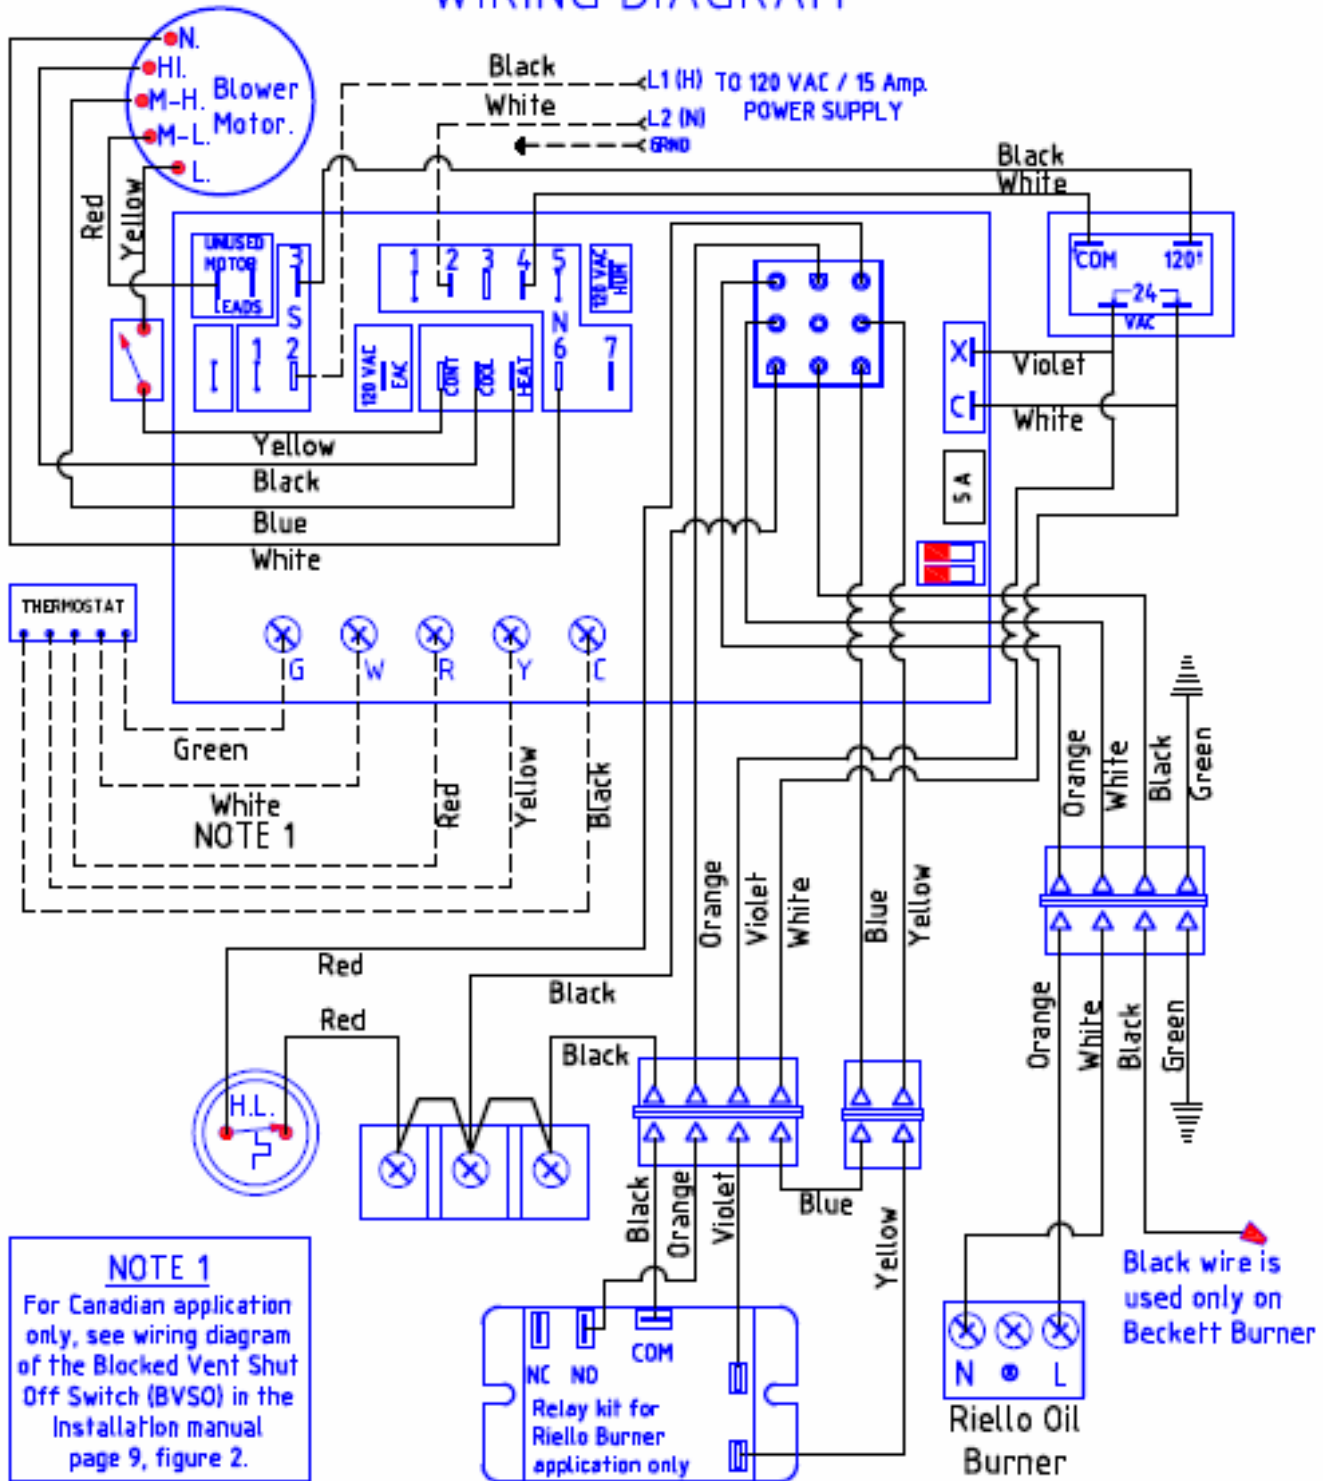 WIRING DIAGRAM
N.
HI.
M-H.
M-L.
L.
Blower
Motor.
Black
White
L1 (H) TO 120 VAC / 15 Amp.
POWER SUPPLY
L2 (N)
GRND
Black
White
Red
Yellow
UNUSED
MOTOR
LEADS
3
S
1 2
1 2 3 4 5
N
6 7
120 VAC
HUM
120 VAC
EAC
CONT
COOL
HEAT
COM 120
24
VAC
X
C
Violet
White
5 A
Yellow
Black
Blue
White
THERMOSTAT
G W R Y C
Green
White
NOTE 1
Red
Yellow
Black
Orange
White
Black
Green
Orange
Violet
White
Blue
Yellow
Red
Black
Red
Black
H.L.
Orange
White
Black
Green
Black
Orange
Violet
Blue
Yellow
NOTE 1
For Canadian application
only, see wiring diagram
of the Blocked Vent Shut
Off Switch (BVSO) in the
Installation manual
page 9, figure 2.
NC NO COM
Relay kit for
Riello Burner
application only
Black wire is
used only on
Beckett Burner
N L
Riello Oil
Burner